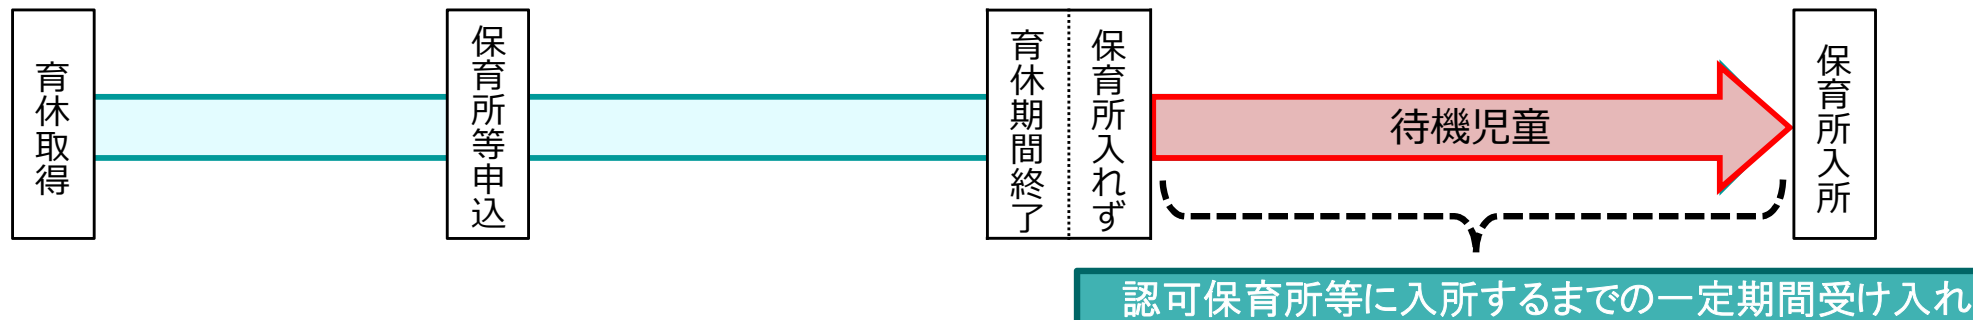 育休取得
保育所等申込
育休期間終了
保育所入れず
待機児童
保育所入所
認可保育所等に入所するまでの一定期間受け入れ